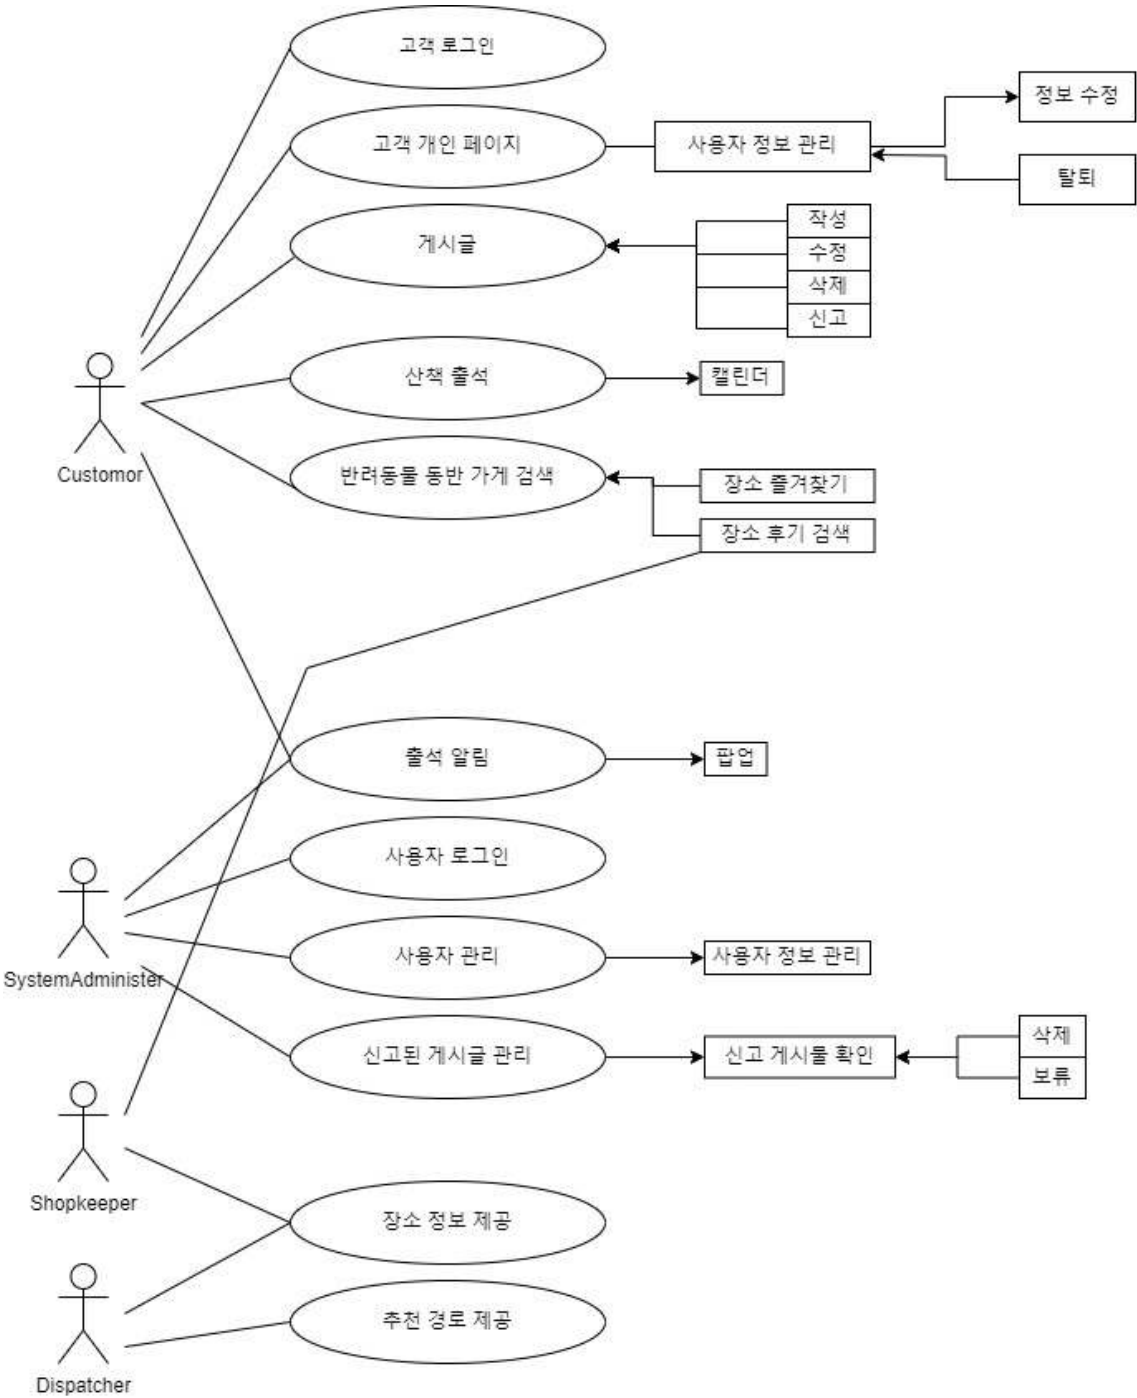 고객 로그인
고객 개인 페이지
사용자 정보 관리
정보 수정
탈퇴
게시글
작성
수정
삭제
신고
산책 출석
캘린더
Customor
반려동물 동반 가게 검색
장소 즐겨찾기
장소 후기 검색
출석 알림
팝업
사용자 로그인
SystemAdminister
사용자 관리
사용자 정보 관리
신고된 게시글 관리
신고 게시물 확인
삭제
보류
Shopkeeper
장소 정보 제공
추천 경로 제공
Dispatcher